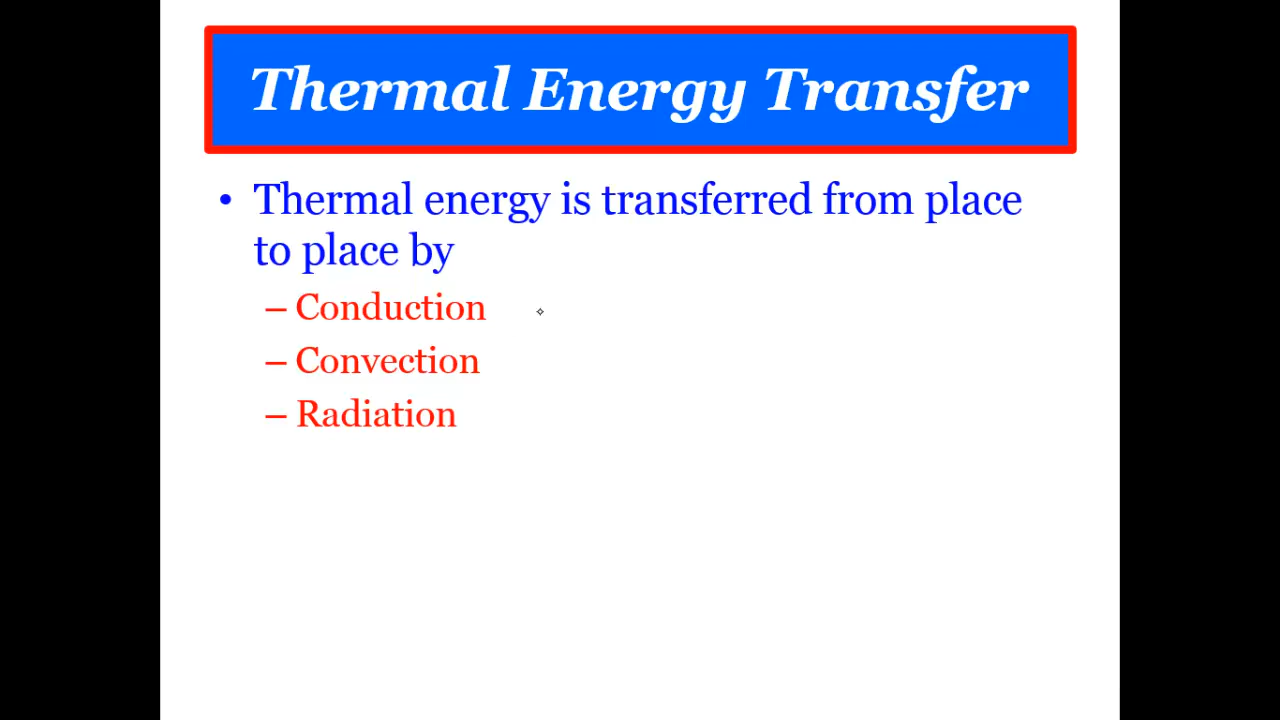 Thermal Energy Transfer
• Thermal energy is transferred from place
to place by
– Conduction
– Convection
– Radiation